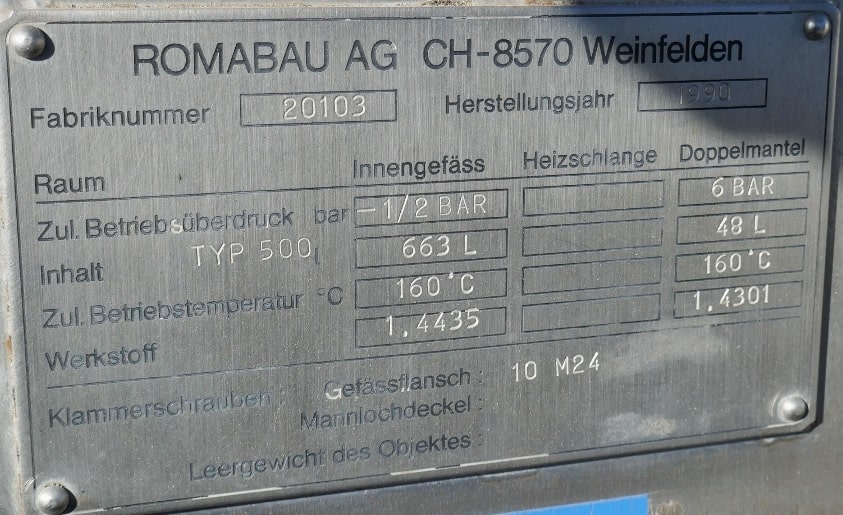 ROMABAU AG CH-8570 Weinfelden
Fabriknummer 20103 Herstellungsjahr 1990
Raum Innengefäss Heizschlange Doppelmantel
Zul. Betriebsüberdruck bar -1/2 BAR 6 BAR
Inhalt TYP 500 l 663 L 48 L
Zul. Betriebstemperatur °C 160°C 160°C
Werkstoff 1,4435 1,4301
Klammerschrauben : Gefässflansch : 10 M24
Mannlochdeckel :
Leergewicht des Objektes :